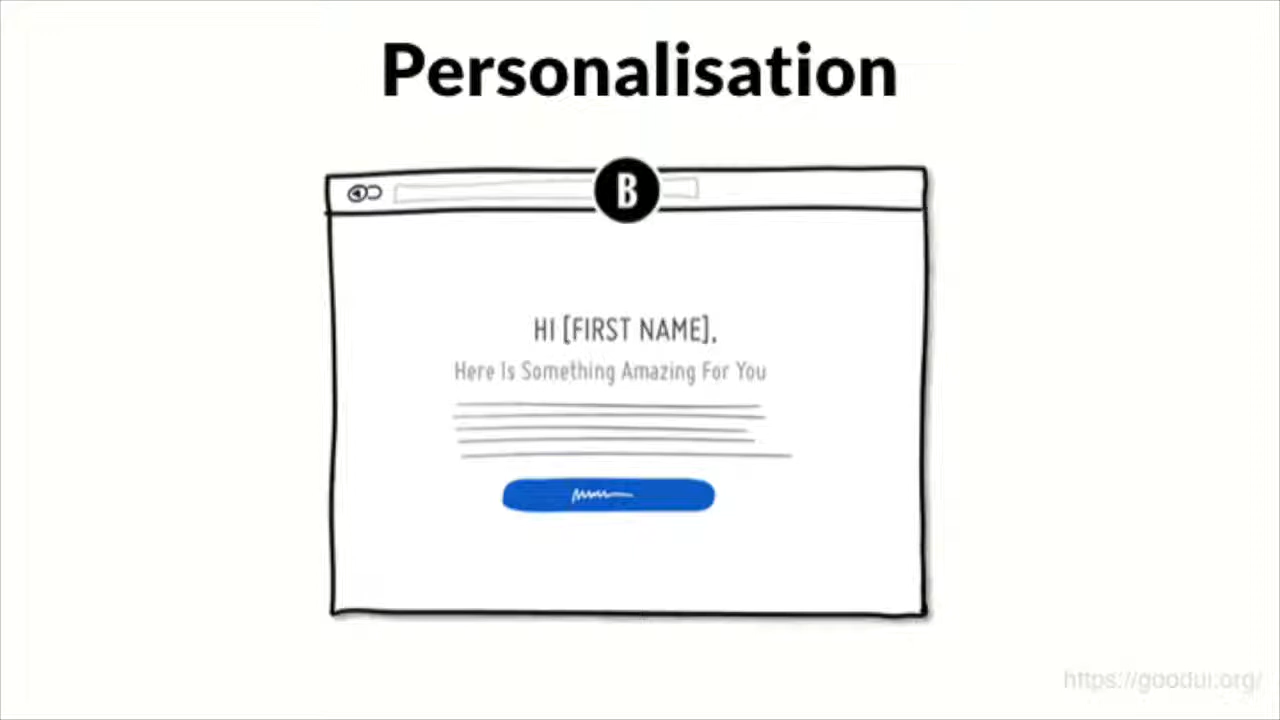 Personalisation
B
HI [FIRST NAME],
Here Is Something Amazing For You
https://goodui.org/